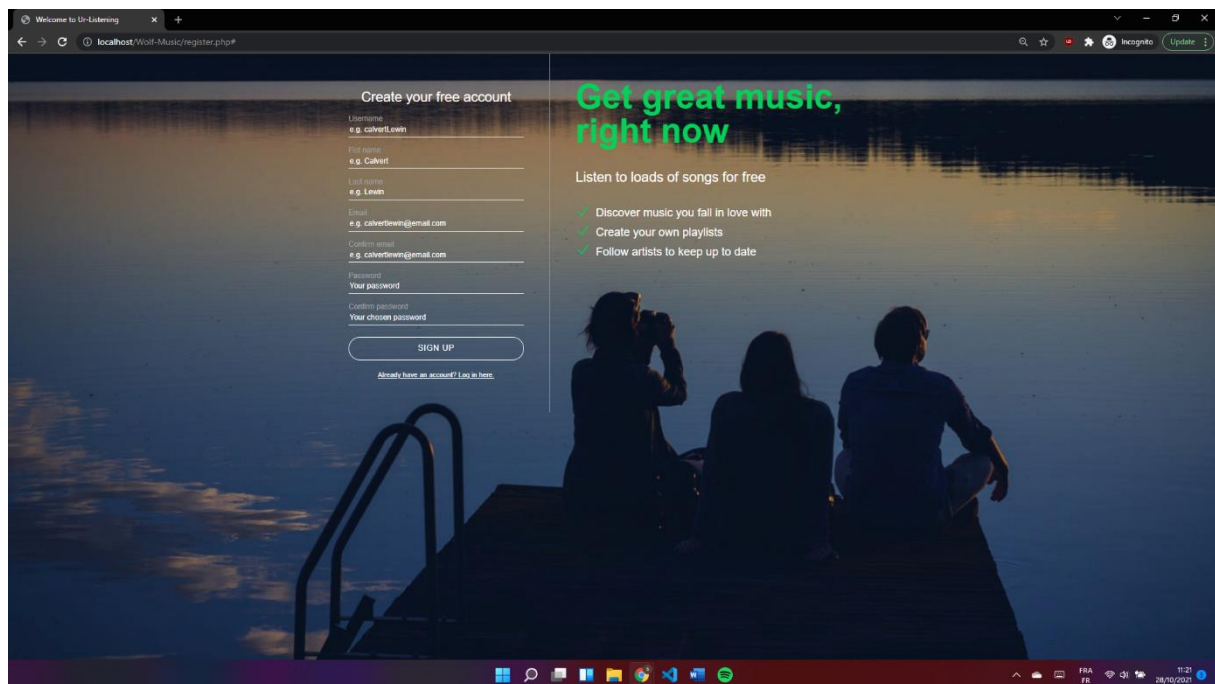 Welcome to Ur-Listening
localhost/Wolf-Music/register.php#
Incognito
Update
Create your free account
Username
e.g. calvertLewin
First name
e.g. Calvert
Last name
e.g. Lewin
Email
e.g. calvertlewin@email.com
Confirm email
e.g. calvertlewin@email.com
Password
Your password
Confirm password
Your chosen password
SIGN UP
Already have an account? Log in here.
Get great music,
right now
Listen to loads of songs for free
Discover music you fall in love with
Create your own playlists
Follow artists to keep up to date
FRA
FR
11:21
28/10/2021